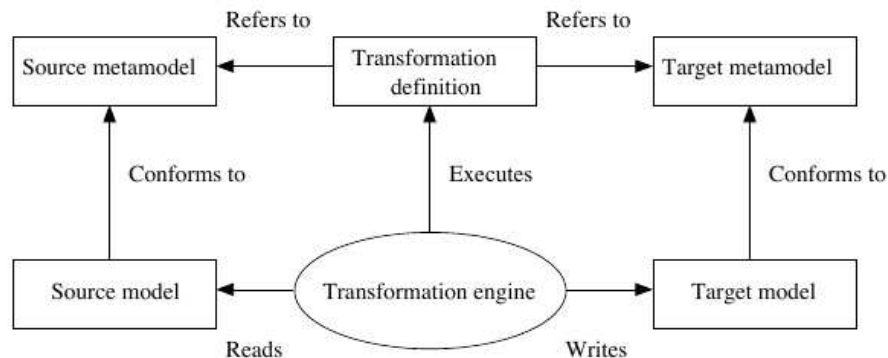 Refers to
Refers to
Source metamodel
Transformation
definition
Target metamodel
Conforms to
Executes
Conforms to
Source model
Transformation engine
Target model
Reads
Writes